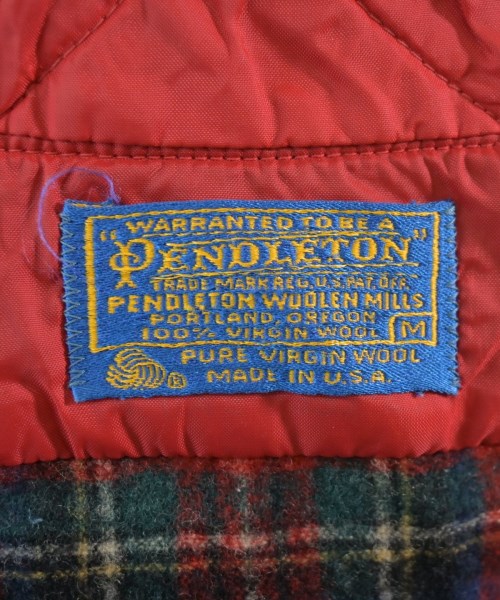 "WARRANTED TO BE A
PENDLETON"
TRADE MARK REG. U.S. PAT. OFF.
PENDLETON WOOLEN MILLS
PORTLAND, OREGON
100% VIRGIN WOOL M
PURE VIRGIN WOOL
® MADE IN U.S.A.